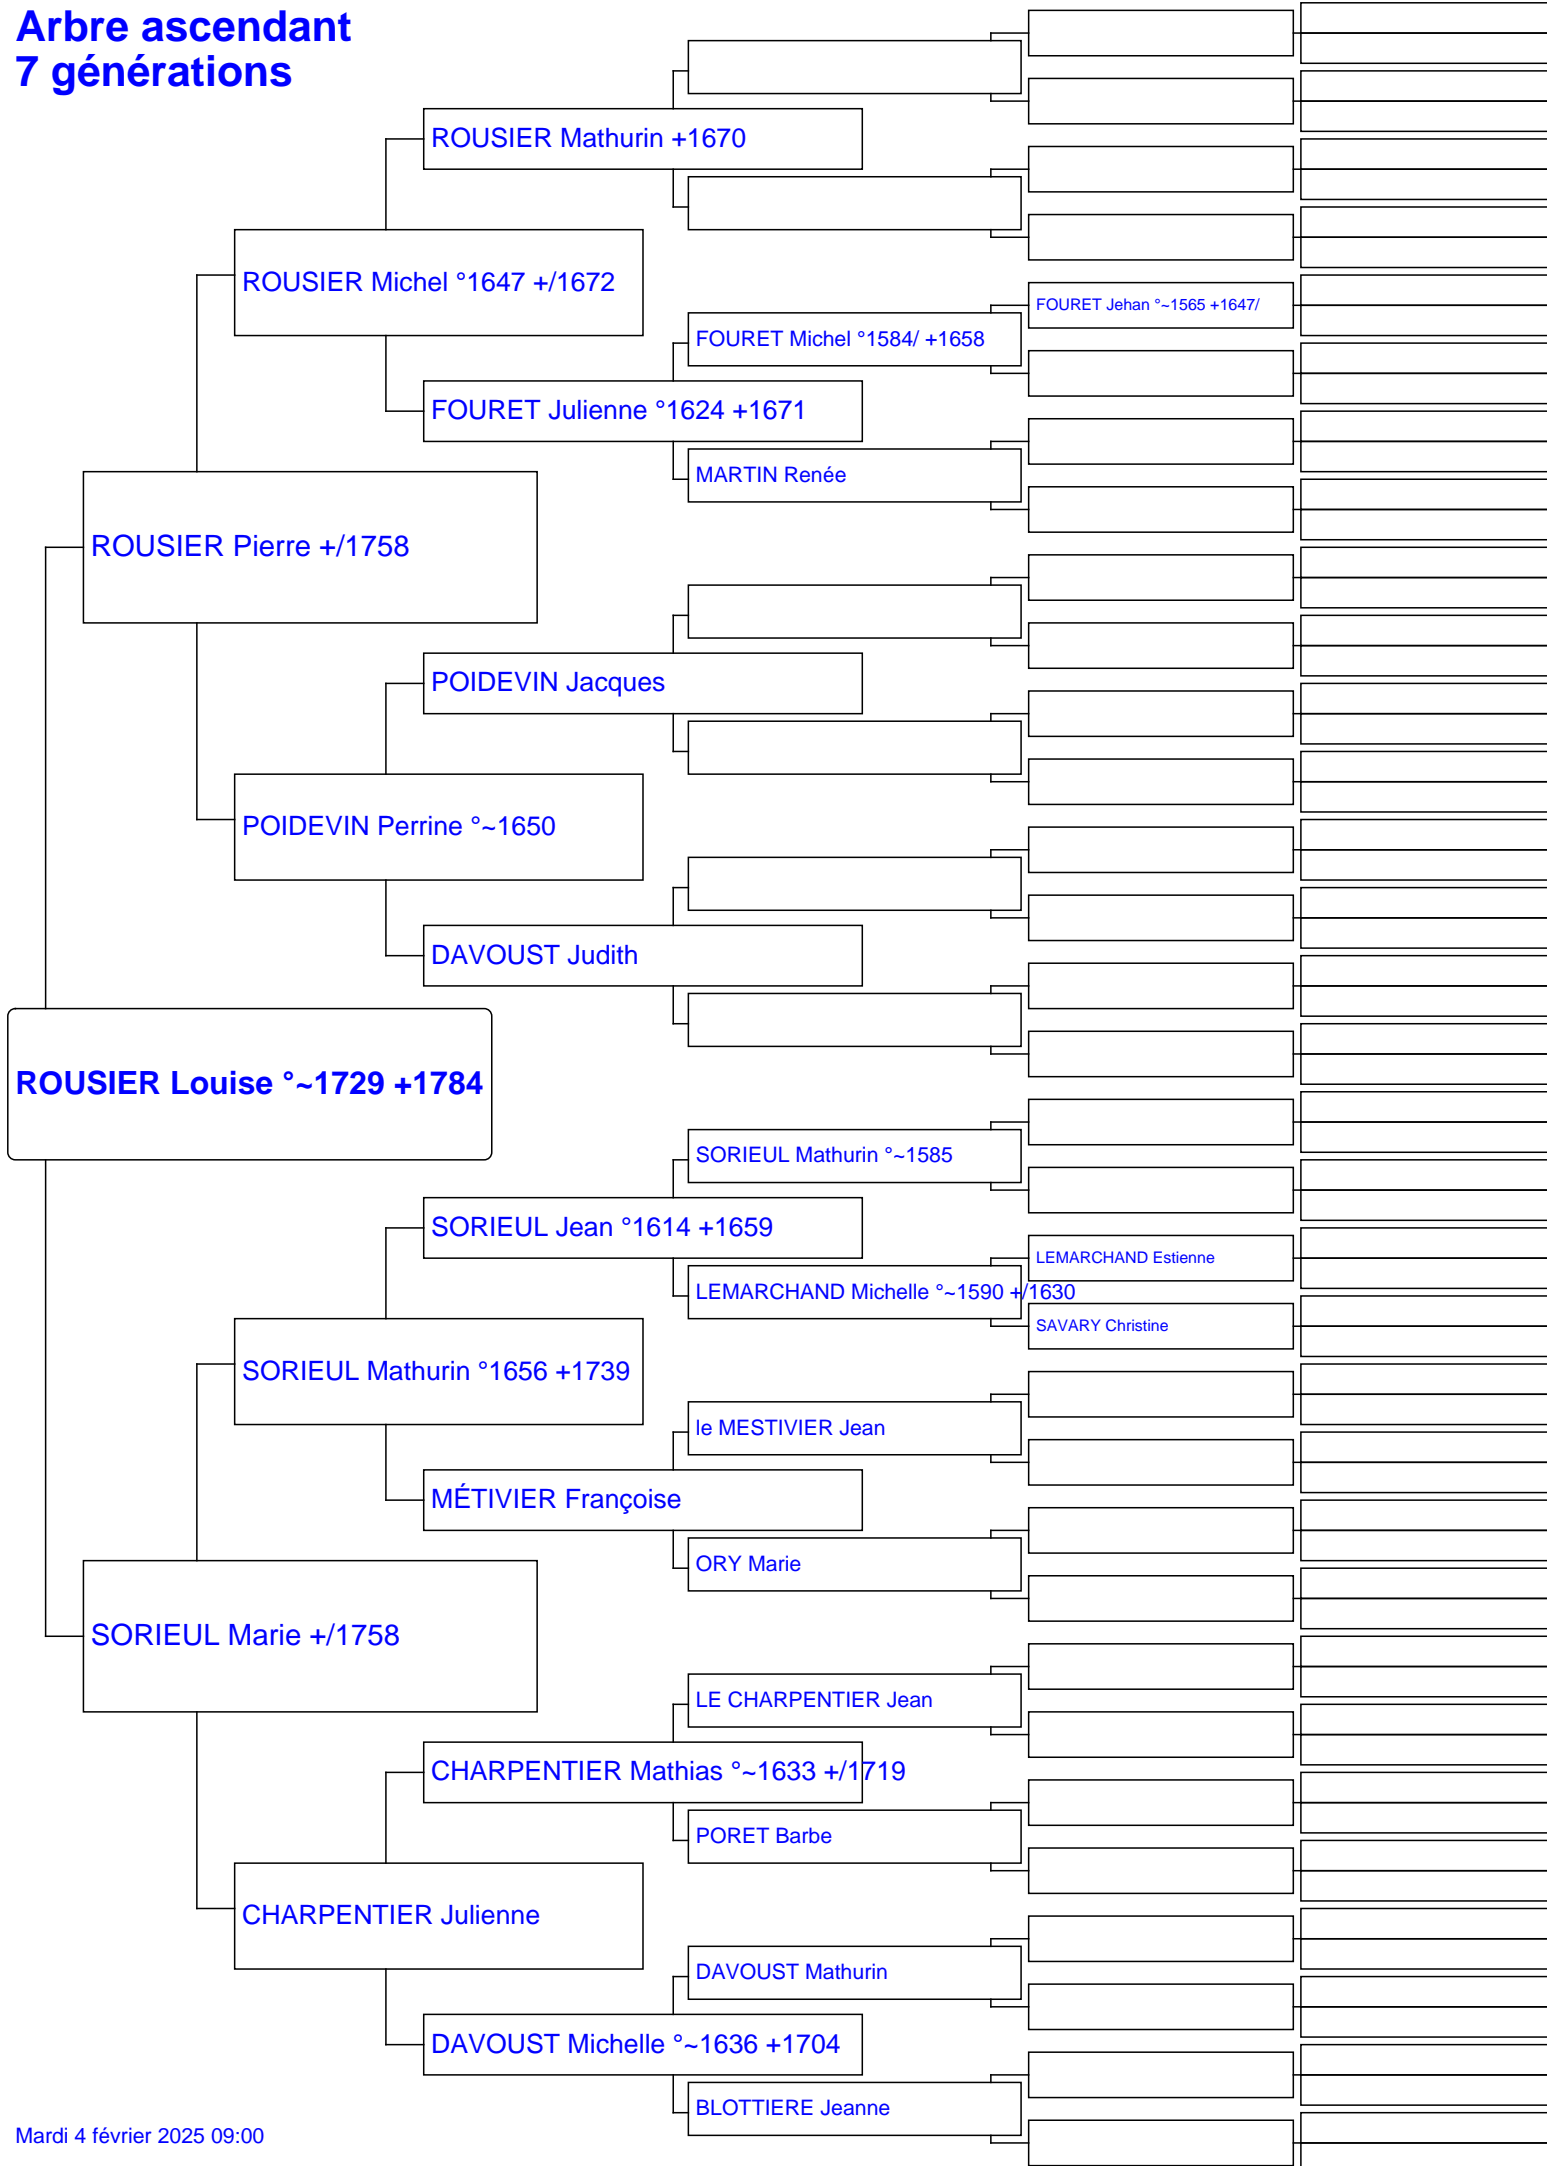 Arbre ascendant
7 générations
ROUSIER Mathurin +1670
ROUSIER Michel °1647 +/1672
FOURET Jehan °~1565 +1647/
FOURET Michel °1584/ +1658
FOURET Julienne °1624 +1671
MARTIN Renée
ROUSIER Pierre +/1758
POIDEVIN Jacques
POIDEVIN Perrine °~1650
DAVOUST Judith
ROUSIER Louise °~1729 +1784
SORIEUL Mathurin °~1585
SORIEUL Jean °1614 +1659
LEMARCHAND Estienne
LEMARCHAND Michelle °~1590 +/1630
SAVARY Christine
SORIEUL Mathurin °1656 +1739
le MESTIVIER Jean
MÉTIVIER Françoise
ORY Marie
SORIEUL Marie +/1758
LE CHARPENTIER Jean
CHARPENTIER Mathias °~1633 +/1719
PORET Barbe
CHARPENTIER Julienne
DAVOUST Mathurin
DAVOUST Michelle °~1636 +1704
BLOTTIERE Jeanne
Mardi 4 février 2025 09:00